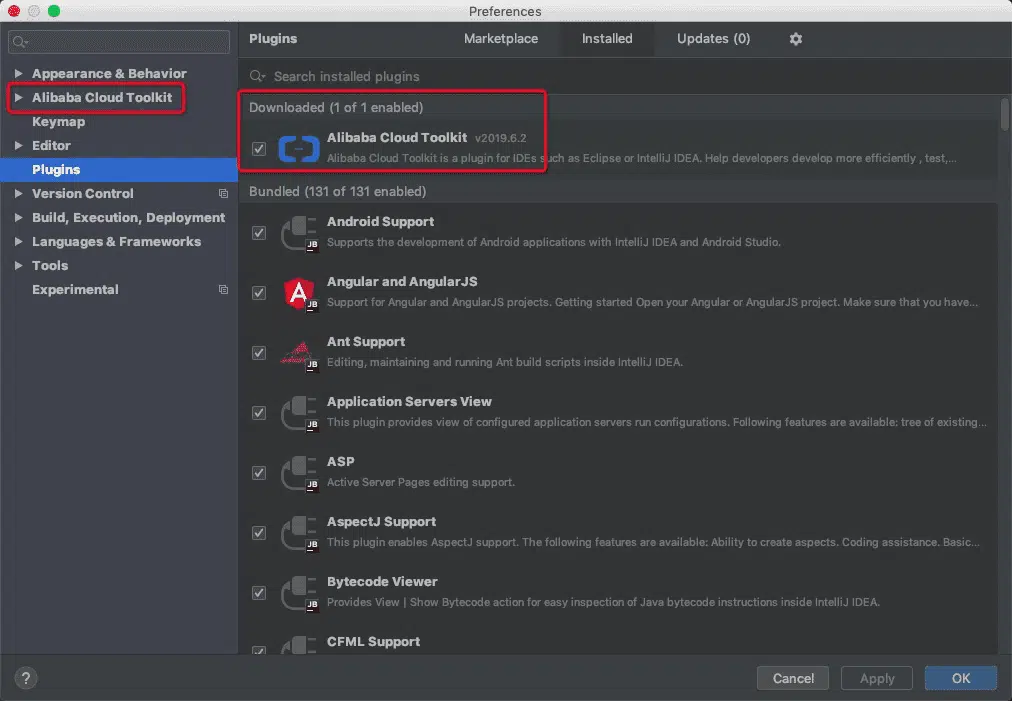 Preferences
Plugins
Marketplace
Installed
Updates (0)
Appearance & Behavior
Alibaba Cloud Toolkit
Keymap
Editor
Plugins
Version Control
Build, Execution, Deployment
Languages & Frameworks
Tools
Experimental
Search installed plugins
Downloaded (1 of 1 enabled)
Alibaba Cloud Toolkit v2019.6.2
Alibaba Cloud Toolkit is a plugin for IDEs such as Eclipse or IntelliJ IDEA. Help developers develop more efficiently , test,...
Bundled (131 of 131 enabled)
Android Support
JB
Supports the development of Android applications with IntelliJ IDEA and Android Studio.
Angular and AngularJS
A
JB
Support for Angular and AngularJS projects. Getting started Open your Angular or AngularJS project. Make sure that you have...
Ant Support
JB
Editing, maintaining and running Ant build scripts inside IntelliJ IDEA.
Application Servers View
JB
This plugin provides view of configured application servers run configurations. Following features are available: tree of existing...
ASP
JB
Active Server Pages editing support.
AspectJ Support
JB
This plugin enables AspectJ support. The following features are available: Ability to create aspects. Coding assistance. Basic...
Bytecode Viewer
JB
Provides View | Show Bytecode action for easy inspection of Java bytecode instructions inside IntelliJ IDEA.
CFML Support
?
Cancel
Apply
OK